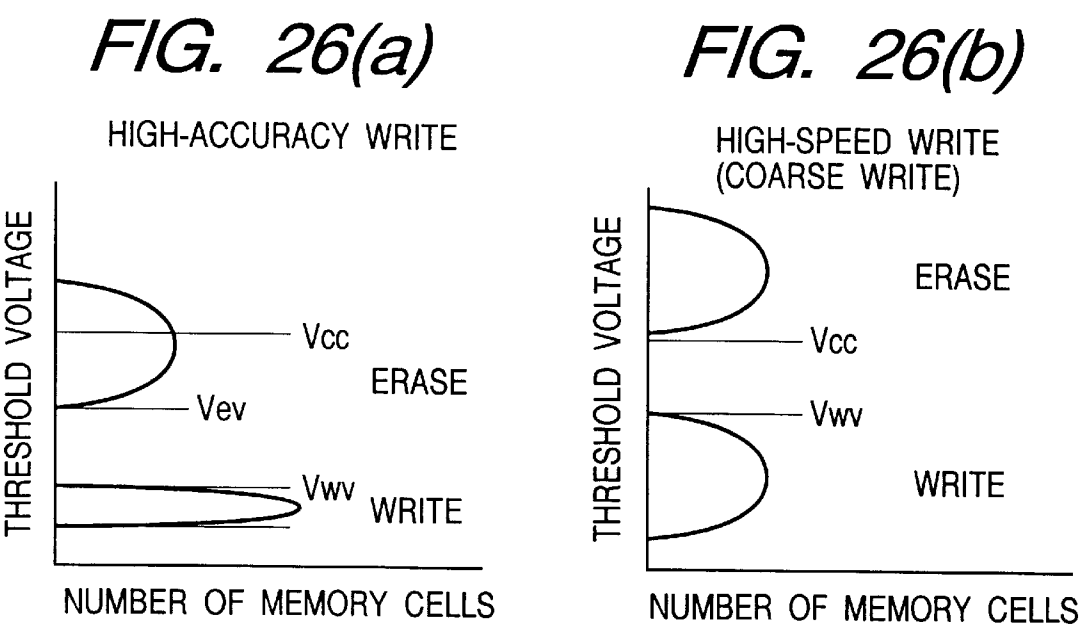 FIG. 26(a)
HIGH-ACCURACY WRITE
THRESHOLD VOLTAGE
Vcc
ERASE
Vev
Vwv
WRITE
NUMBER OF MEMORY CELLS
FIG. 26(b)
HIGH-SPEED WRITE
(COARSE WRITE)
THRESHOLD VOLTAGE
ERASE
Vcc
Vwv
WRITE
NUMBER OF MEMORY CELLS